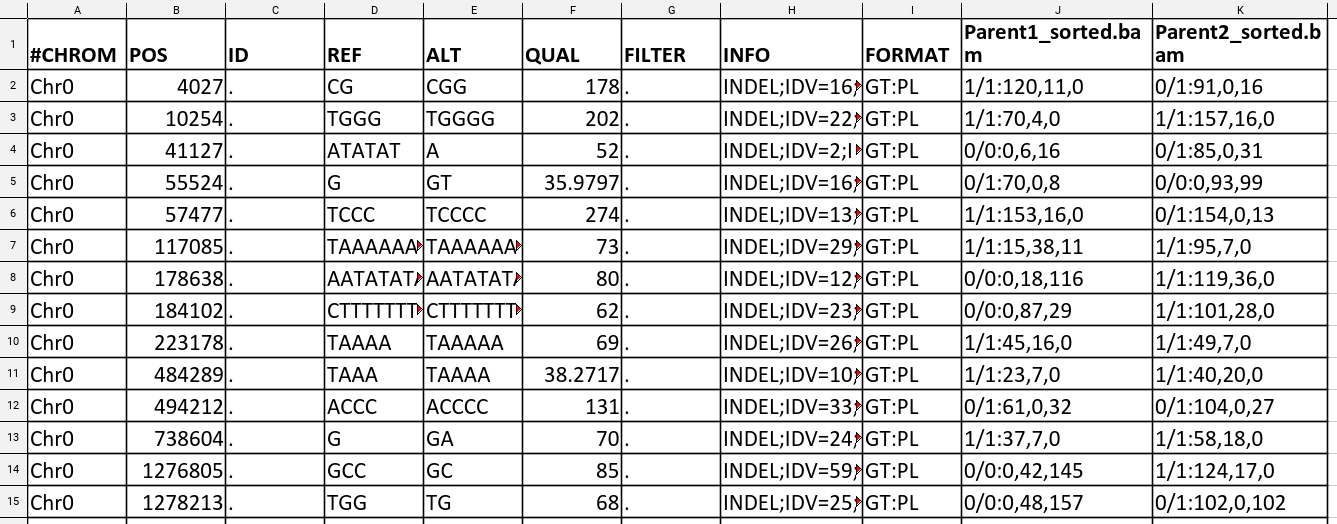 A B C D E F G H I J K
1 #CHROM POS ID REF ALT QUAL FILTER INFO FORMAT Parent1_sorted.ba Parent2_sorted.b
m am
2 Chr0 4027 . CG CGG 178 . INDEL;IDV=16; GT:PL 1/1:120,11,0 0/1:91,0,16
3 Chr0 10254 . TGGG TGGGG 202 . INDEL;IDV=22; GT:PL 1/1:70,4,0 0/1:157,16,0
4 Chr0 41127 . ATATAT A 52 . INDEL;IDV=2;I GT:PL 0/0:0,6,16 0/1:85,0,31
5 Chr0 55524 . G GT 35.9797 . INDEL;IDV=16; GT:PL 0/1:70,0,8 0/0:0,93,99
6 Chr0 57477 . TCCC TCCCC 274 . INDEL;IDV=13; GT:PL 1/1:153,16,0 0/1:154,0,13
7 Chr0 117085 . TAAAAAA TAAAAAA 73 . INDEL;IDV=29; GT:PL 1/1:15,38,11 1/1:95,7,0
8 Chr0 178638 . AATATATA AATATATA 80 . INDEL;IDV=12; GT:PL 0/0:0,18,116 1/1:119,36,0
9 Chr0 184102 . CTTTTTTT CTTTTTTT 62 . INDEL;IDV=23; GT:PL 0/0:0,87,29 1/1:101,28,0
10 Chr0 223178 . TAAAA TAAAAA 69 . INDEL;IDV=26; GT:PL 1/1:45,16,0 1/1:49,7,0
11 Chr0 484289 . TAAA TAAAA 38.2717 . INDEL;IDV=10; GT:PL 1/1:23,7,0 1/1:40,20,0
12 Chr0 494212 . ACCC ACCCC 131 . INDEL;IDV=33; GT:PL 0/1:61,0,32 0/1:104,0,27
13 Chr0 738604 . G GA 70 . INDEL;IDV=24; GT:PL 1/1:37,7,0 1/1:58,18,0
14 Chr0 1276805 . GCC GC 85 . INDEL;IDV=59; GT:PL 0/0:0,42,145 1/1:124,17,0
15 Chr0 1278213 . TGG TG 68 . INDEL;IDV=25; GT:PL 0/0:0,48,157 0/1:102,0,102